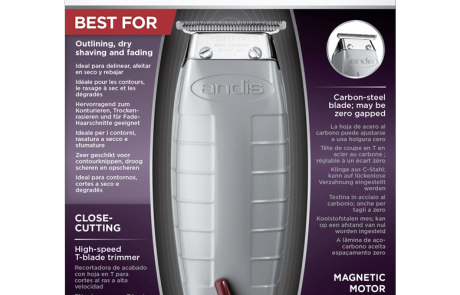 BEST FOR
Outlining, dry
shaving and fading
Ideal para delinear, afeitar
en seco y rebajar
Idéale pour les contours,
le rasage à sec et les
dégradés
Hervorragend zum
Konturieren, Trocken-
rasieren und für Fade-
Haarschnitte geeignet
Ideale per i contorni,
rasatura a secco e
sfumature
Zeer geschikt voor
contourknippen, droog
scheren en opscheren
Ideal para contornos,
cortes a seco e
degradê
CLOSE-
CUTTING
High-speed
T-blade trimmer
Recortadora de acabado
con hoja en T para
cortes al ras a alta
velocidad
andis
Carbon-steel
blade; may be
zero gapped
La hoja de acero al
carbono puede ajustarse
a una holgura cero
Tête de coupe en T en
acier au carbone ;
réglable à un écart zéro
Klinge aus C-Stahl;
kann auf lückenlose
Verzahnung eingestellt
werden
Testina in acciaio al
carbonio; anche per
tagli a zero
Koolstofstalen mes; kan
op een afstand van nul
worden ingesteld
A lâmina de aço-
carbono aceita
espaçamento zero
MAGNETIC
MOTOR